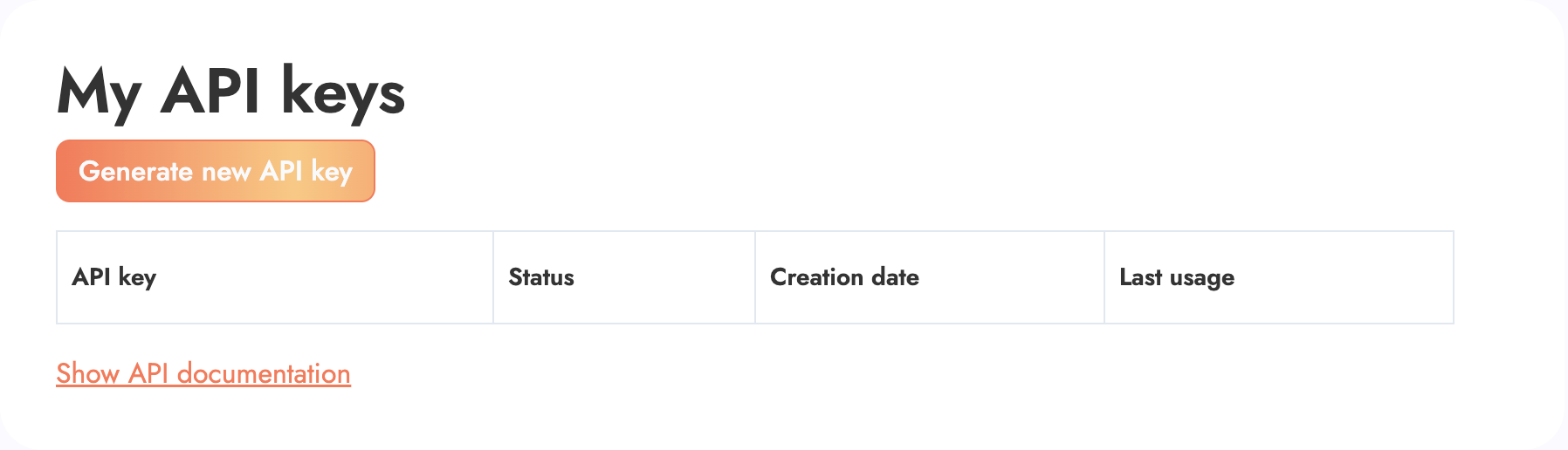 My API keys
Generate new API key
API key Status Creation date Last usage
Show API documentation